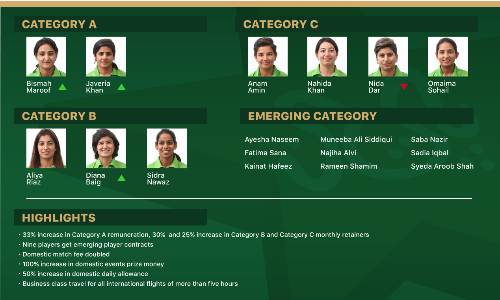 CATEGORY A
Bismah
Maroof
Javeria
Khan
CATEGORY C
Anam
Amin
Nahida
Khan
Nida
Dar
Omaima
Sohail
CATEGORY B
Aliya
Riaz
Diana
Baig
Sidra
Nawaz
EMERGING CATEGORY
Ayesha Naseem Muneeba Ali Siddiqui Saba Nazir
Fatima Sana Najiha Alvi Sadia Iqbal
Kainat Hafeez Rameen Shamim Syeda Aroob Shah
HIGHLIGHTS
· 33% increase in Category A remuneration, 30% and 25% increase in Category B and Category C monthly retainers
· Nine players get emerging player contracts
· Domestic match fee doubled
· 100% increase in domestic events prize money
· 50% increase in domestic daily allowance
· Business class travel for all international flights of more than five hours